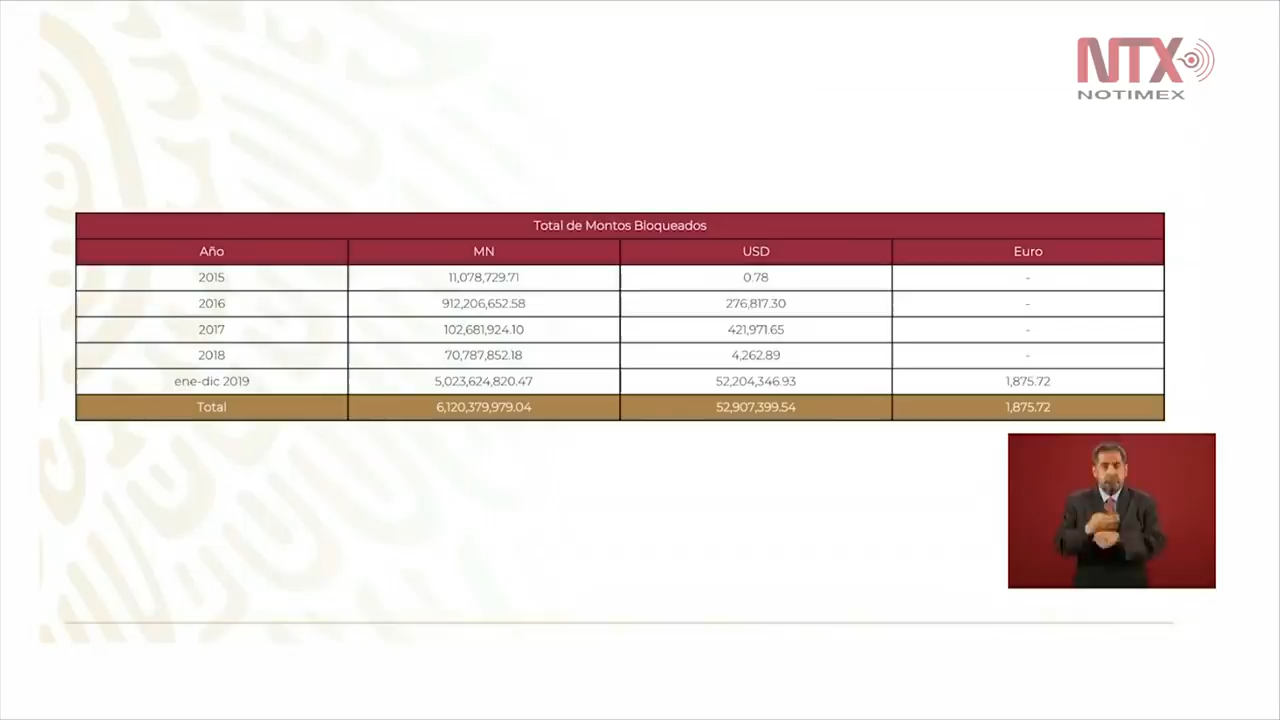 NTX
NOTIMEX
Total de Montos Bloqueados
Año MN USD Euro
2015 11,078,729.71 0.78 -
2016 912,206,652.58 276,817.30 -
2017 102,681,924.10 421,971.65 -
2018 70,787,852.18 4,262.89 -
ene-dic 2019 5,023,624,820.47 52,204,346.93 1,875.72
Total 6,120,379,979.04 52,907,399.54 1,875.72